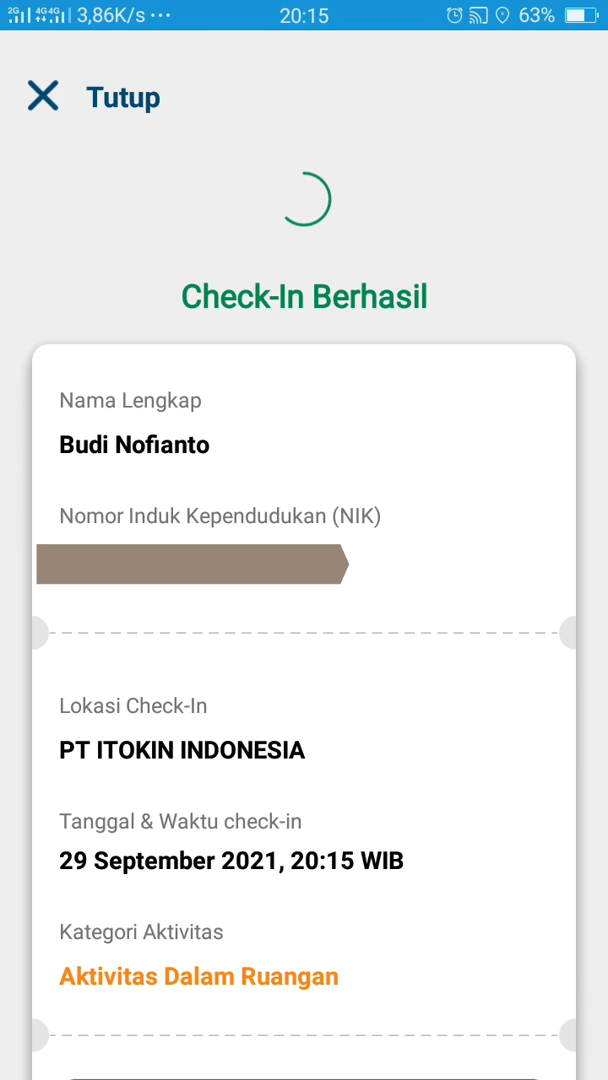 2G 4G 4G 3,86K/s ... 20:15 63%
Tutup
Check-In Berhasil
Nama Lengkap
Budi Nofianto
Nomor Induk Kependudukan (NIK)
Lokasi Check-In
PT ITOKIN INDONESIA
Tanggal & Waktu check-in
29 September 2021, 20:15 WIB
Kategori Aktivitas
Aktivitas Dalam Ruangan